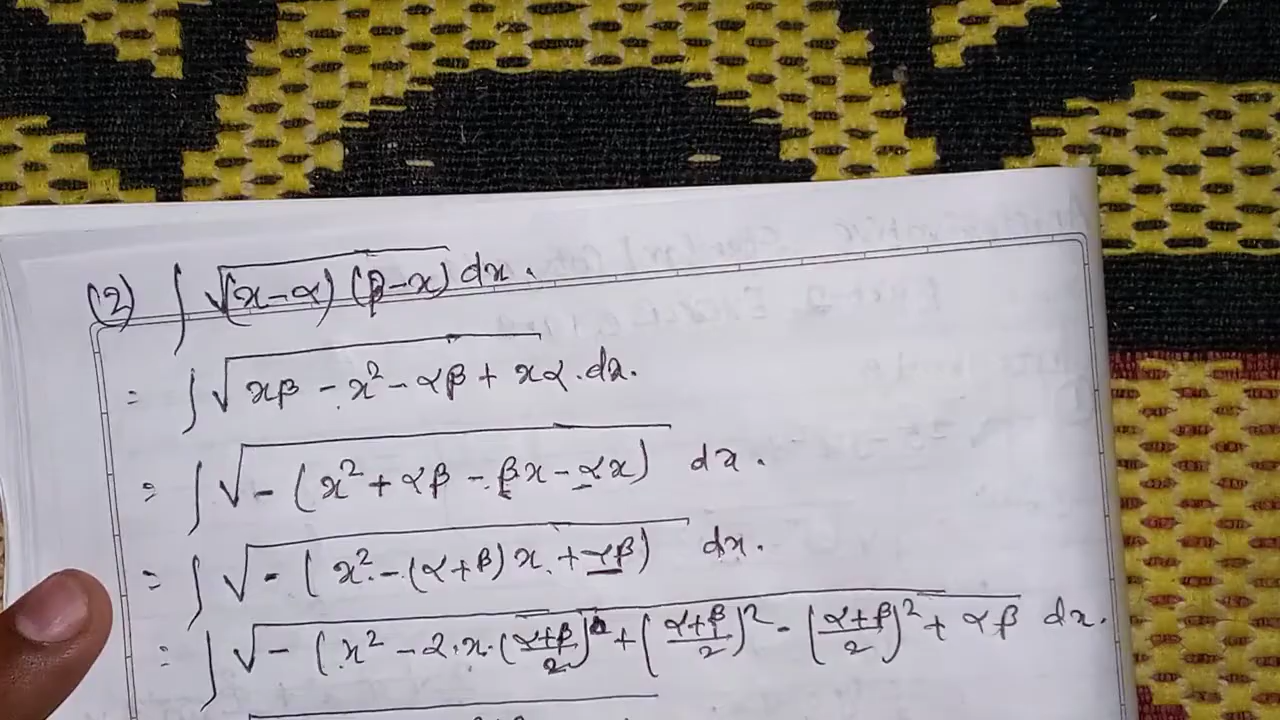 (2) ∫ √(x-α) (β-x) dx.
= ∫ √xβ - x² - αβ + xα . dx.
= ∫ √-(x² + αβ - βx - αx) dx.
= ∫ √-(x² - (α+β) x + αβ) dx.
= ∫ √-(x² - 2.x.(α+β/2) + (α+β/2)² - (α+β/2)² + αβ dx.